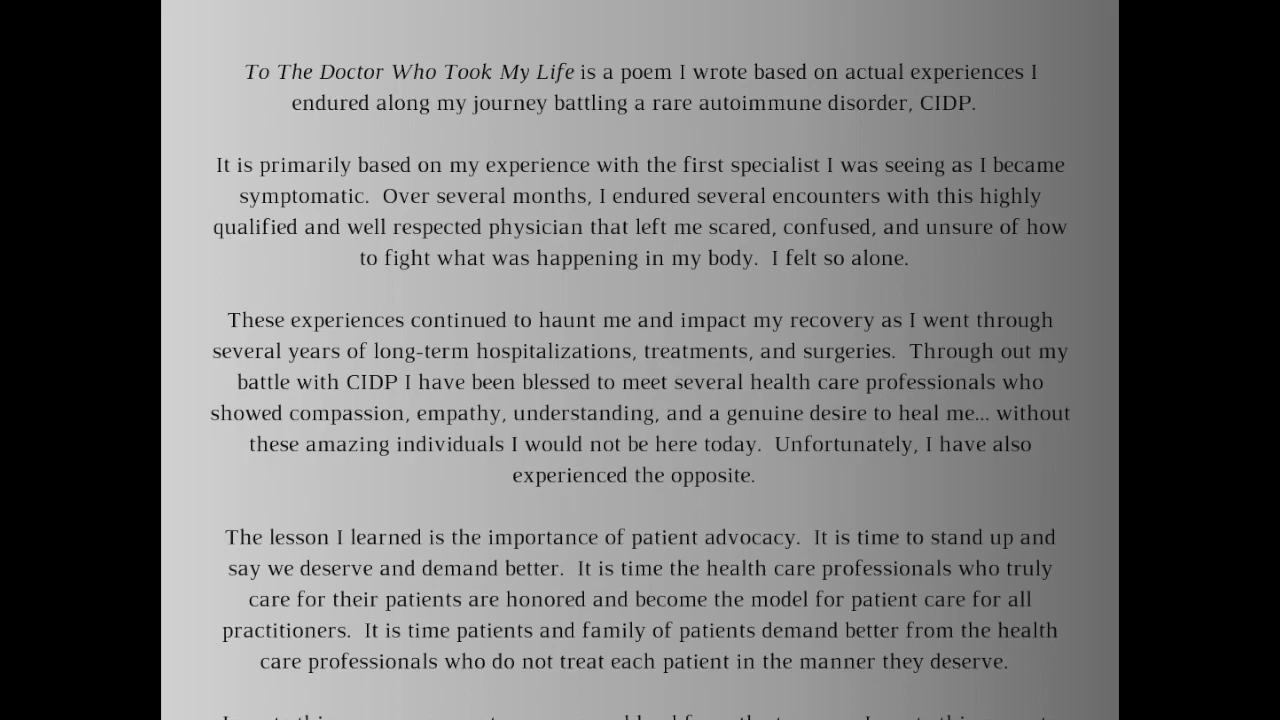 To The Doctor Who Took My Life is a poem I wrote based on actual experiences I
endured along my journey battling a rare autoimmune disorder, CIDP.
It is primarily based on my experience with the first specialist I was seeing as I became
symptomatic.  Over several months, I endured several encounters with this highly
qualified and well respected physician that left me scared, confused, and unsure of how
to fight what was happening in my body.  I felt so alone.
These experiences continued to haunt me and impact my recovery as I went through
several years of long-term hospitalizations, treatments, and surgeries.  Through out my
battle with CIDP I have been blessed to meet several health care professionals who
showed compassion, empathy, understanding, and a genuine desire to heal me... without
these amazing individuals I would not be here today.  Unfortunately, I have also
experienced the opposite.
The lesson I learned is the importance of patient advocacy.  It is time to stand up and
say we deserve and demand better.  It is time the health care professionals who truly
care for their patients are honored and become the model for patient care for all
practitioners.  It is time patients and family of patients demand better from the health
care professionals who do not treat each patient in the manner they deserve.